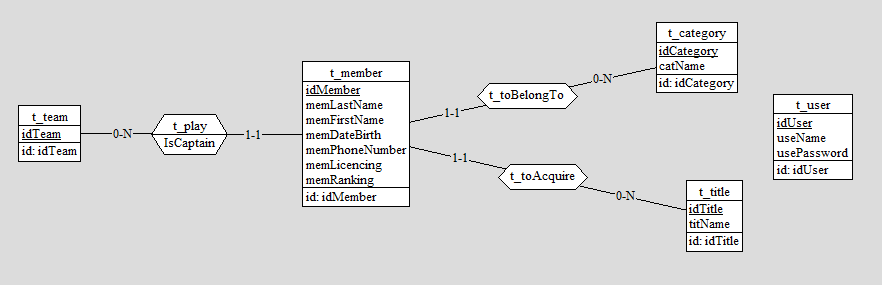 t_team
idTeam
id: idTeam
0-N
t_play
IsCaptain
1-1
t_member
idMember
memLastName
memFirstName
memDateBirth
memPhoneNumber
memLicencing
memRanking
id: idMember
1-1
t_toBelongTo
0-N
t_category
idCategory
catName
id: idCategory
1-1
t_toAcquire
0-N
t_title
idTitle
titName
id: idTitle
t_user
idUser
useName
usePassword
id: idUser